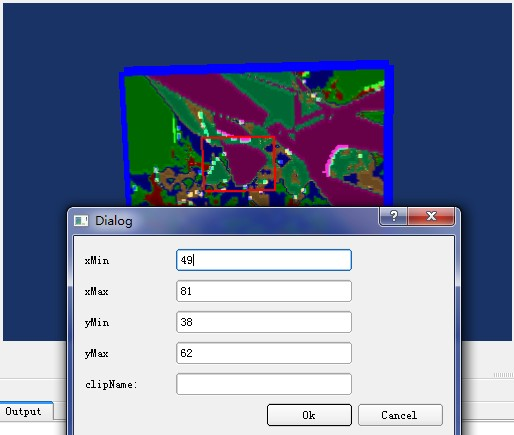 Dialog
?
xMin 49
xMax 81
yMin 38
yMax 62
clipName:
Ok Cancel
Output